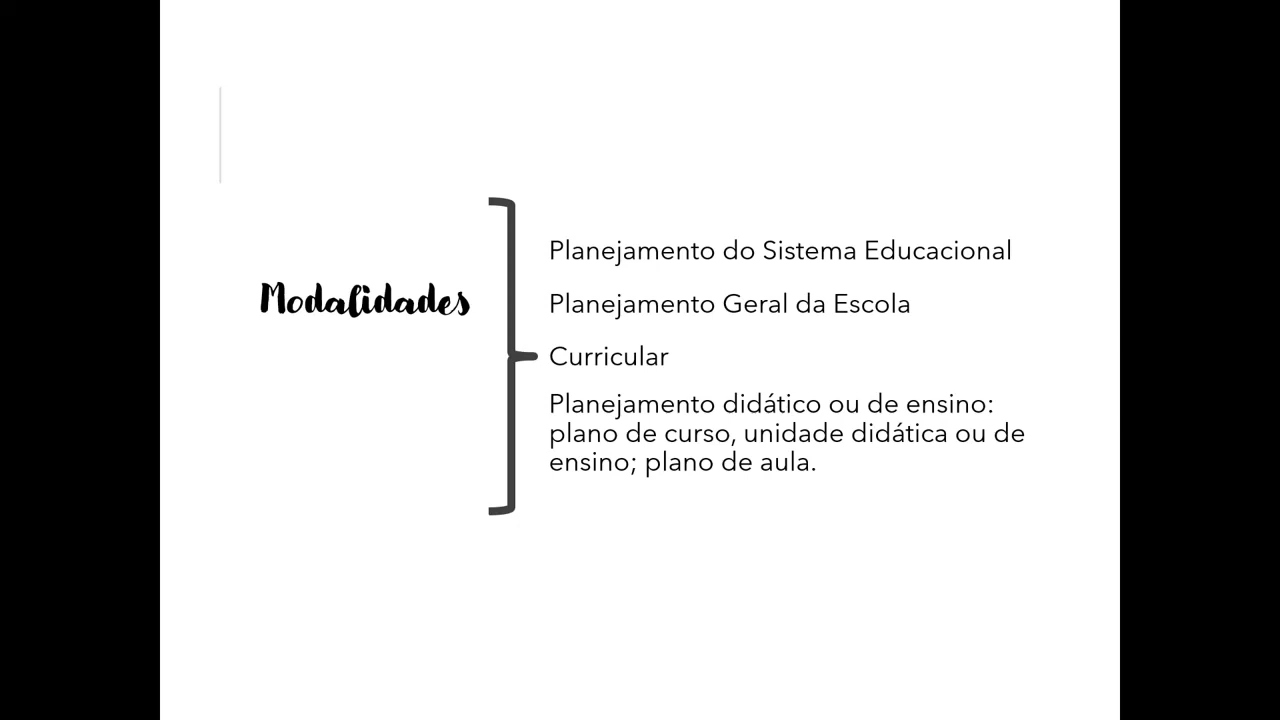 Modalidades
Planejamento do Sistema Educacional
Planejamento Geral da Escola
Curricular
Planejamento didático ou de ensino:
plano de curso, unidade didática ou de
ensino; plano de aula.